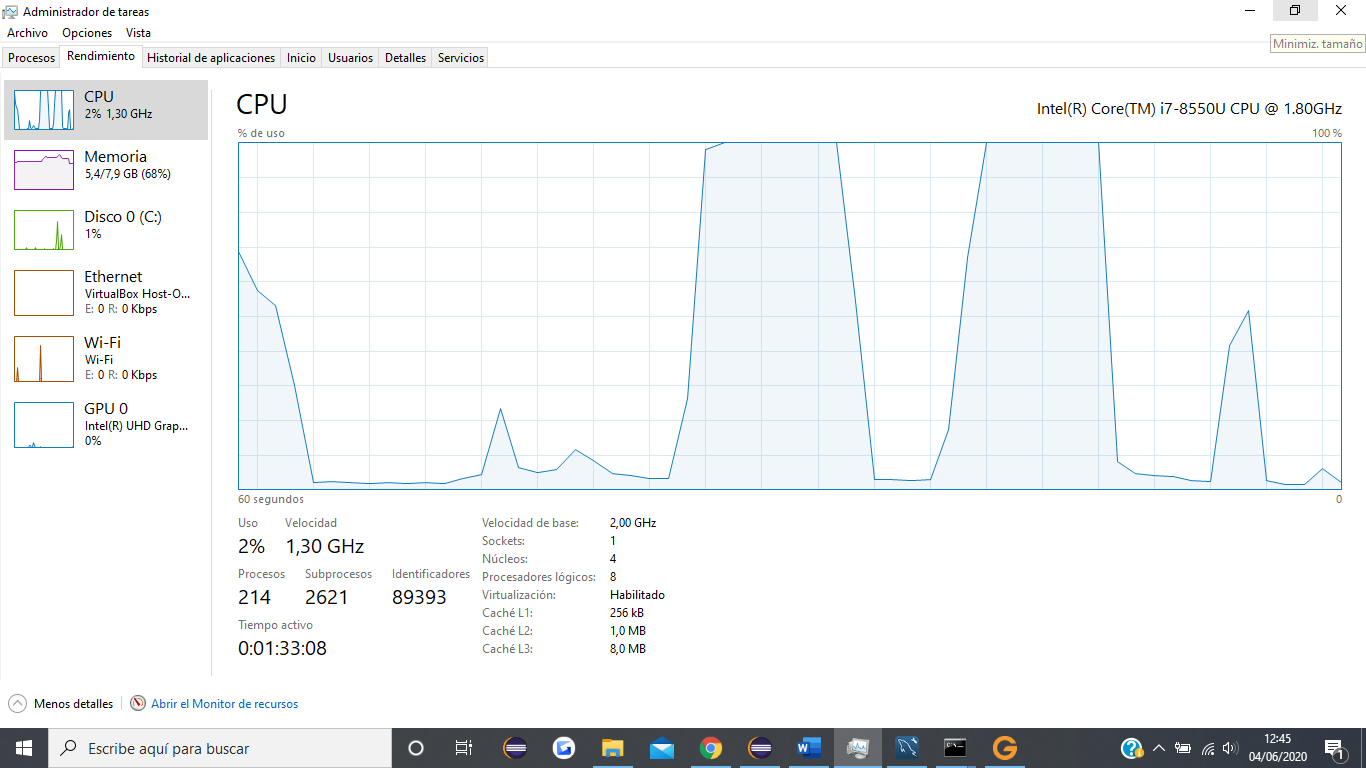 Administrador de tareas
Archivo Opciones Vista
Minimiz. tamaño
Procesos Rendimiento Historial de aplicaciones Inicio Usuarios Detalles Servicios
CPU
2% 1,30 GHz
Memoria
5,4/7,9 GB (68%)
Disco 0 (C:)
1%
Ethernet
VirtualBox Host-O...
E: 0 R: 0 Kbps
Wi-Fi
Wi-Fi
E: 0 R: 0 Kbps
GPU 0
Intel(R) UHD Grap...
0%
CPU
Intel(R) Core(TM) i7-8550U CPU @ 1.80GHz
% de uso 100 %
60 segundos 0
Uso Velocidad
2% 1,30 GHz
Procesos Subprocesos Identificadores
214 2621 89393
Tiempo activo
0:01:33:08
Velocidad de base: 2,00 GHz
Sockets: 1
Núcleos: 4
Procesadores lógicos: 8
Virtualización: Habilitado
Caché L1: 256 kB
Caché L2: 1,0 MB
Caché L3: 8,0 MB
Menos detalles Abrir el Monitor de recursos
Escribe aquí para buscar
12:45
04/06/2020
1